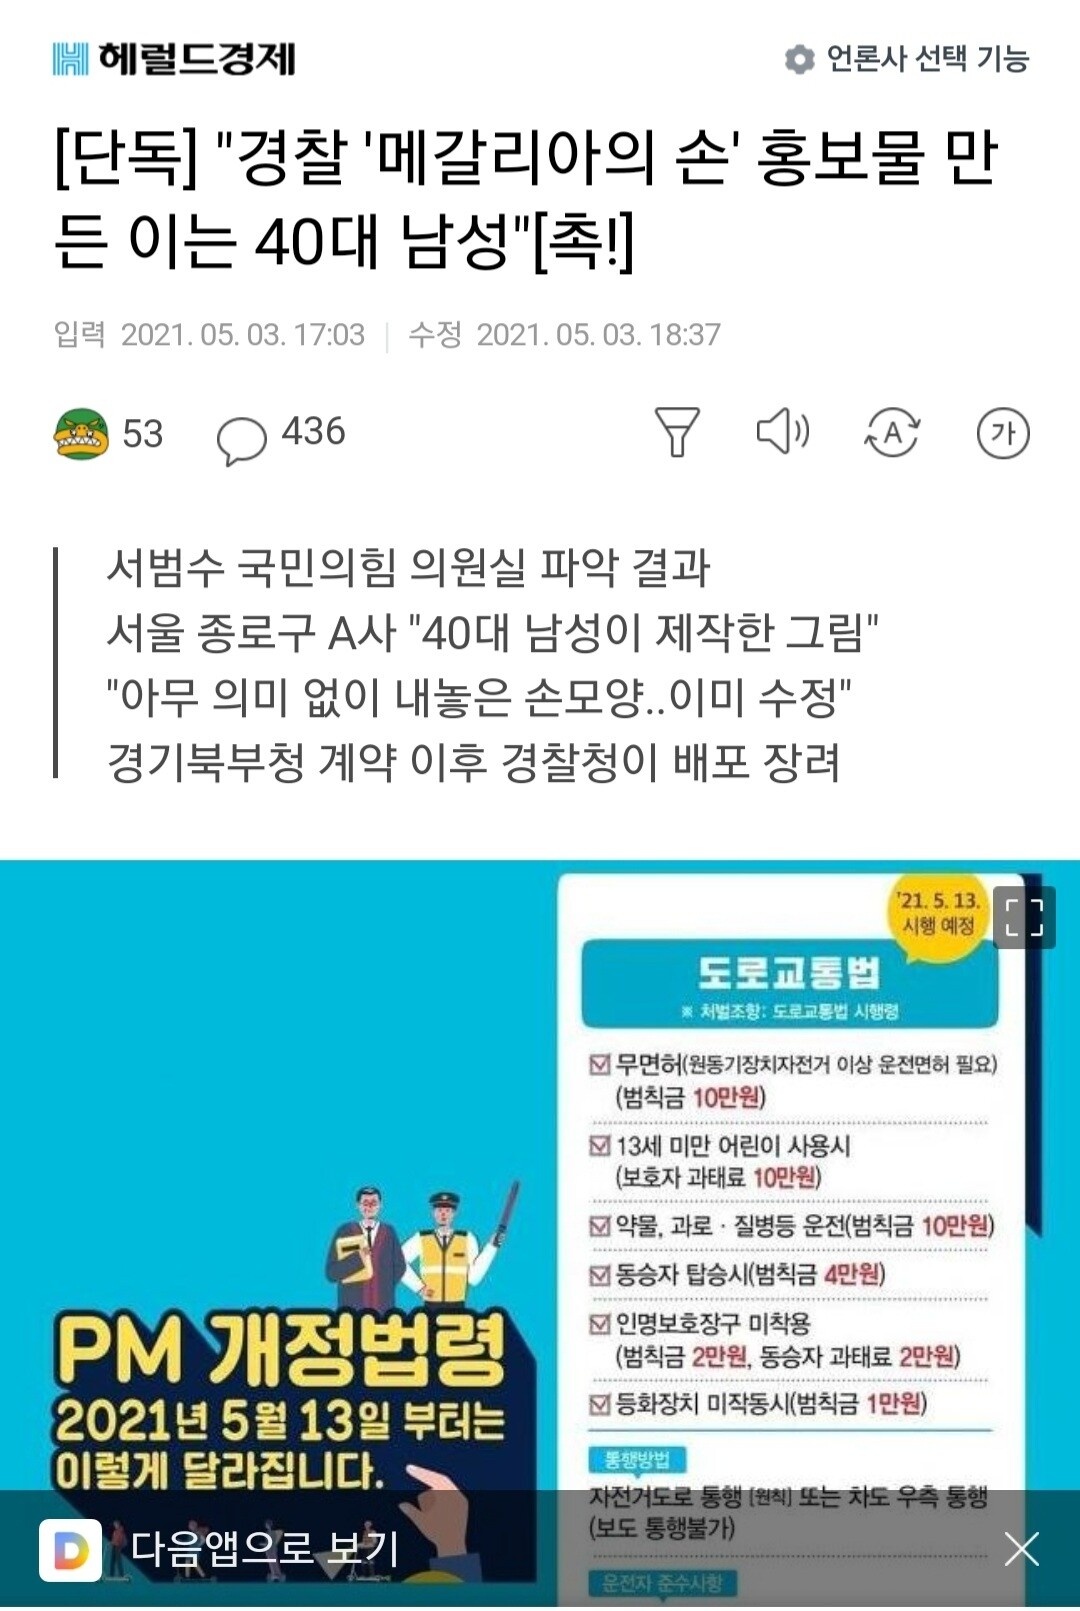 헤럴드경제
언론사 선택 기능
[단독] "경찰 '메갈리아의 손' 홍보물 만
든 이는 40대 남성"[촉!]
입력 2021. 05. 03. 17:03 | 수정 2021. 05. 03. 18:37
53
436
A
가
서범수 국민의힘 의원실 파악 결과
서울 종로구 A사 "40대 남성이 제작한 그림"
"아무 의미 없이 내놓은 손모양..이미 수정"
경기북부청 계약 이후 경찰청이 배포 장려
'21. 5. 13.
시행 예정
도로교통법
※ 처벌조항: 도로교통법 시행령
무면허(원동기장치자전거 이상 운전면허 필요)
(범칙금 10만원)
13세 미만 어린이 사용시
(보호자 과태료 10만원)
약물, 과로 · 질병등 운전(범칙금 10만원)
동승자 탑승시(범칙금 4만원)
인명보호장구 미착용
(범칙금 2만원, 동승자 과태료 2만원)
등화장치 미작동시(범칙금 1만원)
통행방법
자전거도로 통행 [원칙] 또는 차도 우측 통행
(보도 통행불가)
운전자 준수사항
PM 개정법령
2021년 5월 13일 부터는
이렇게 달라집니다.
다음앱으로 보기